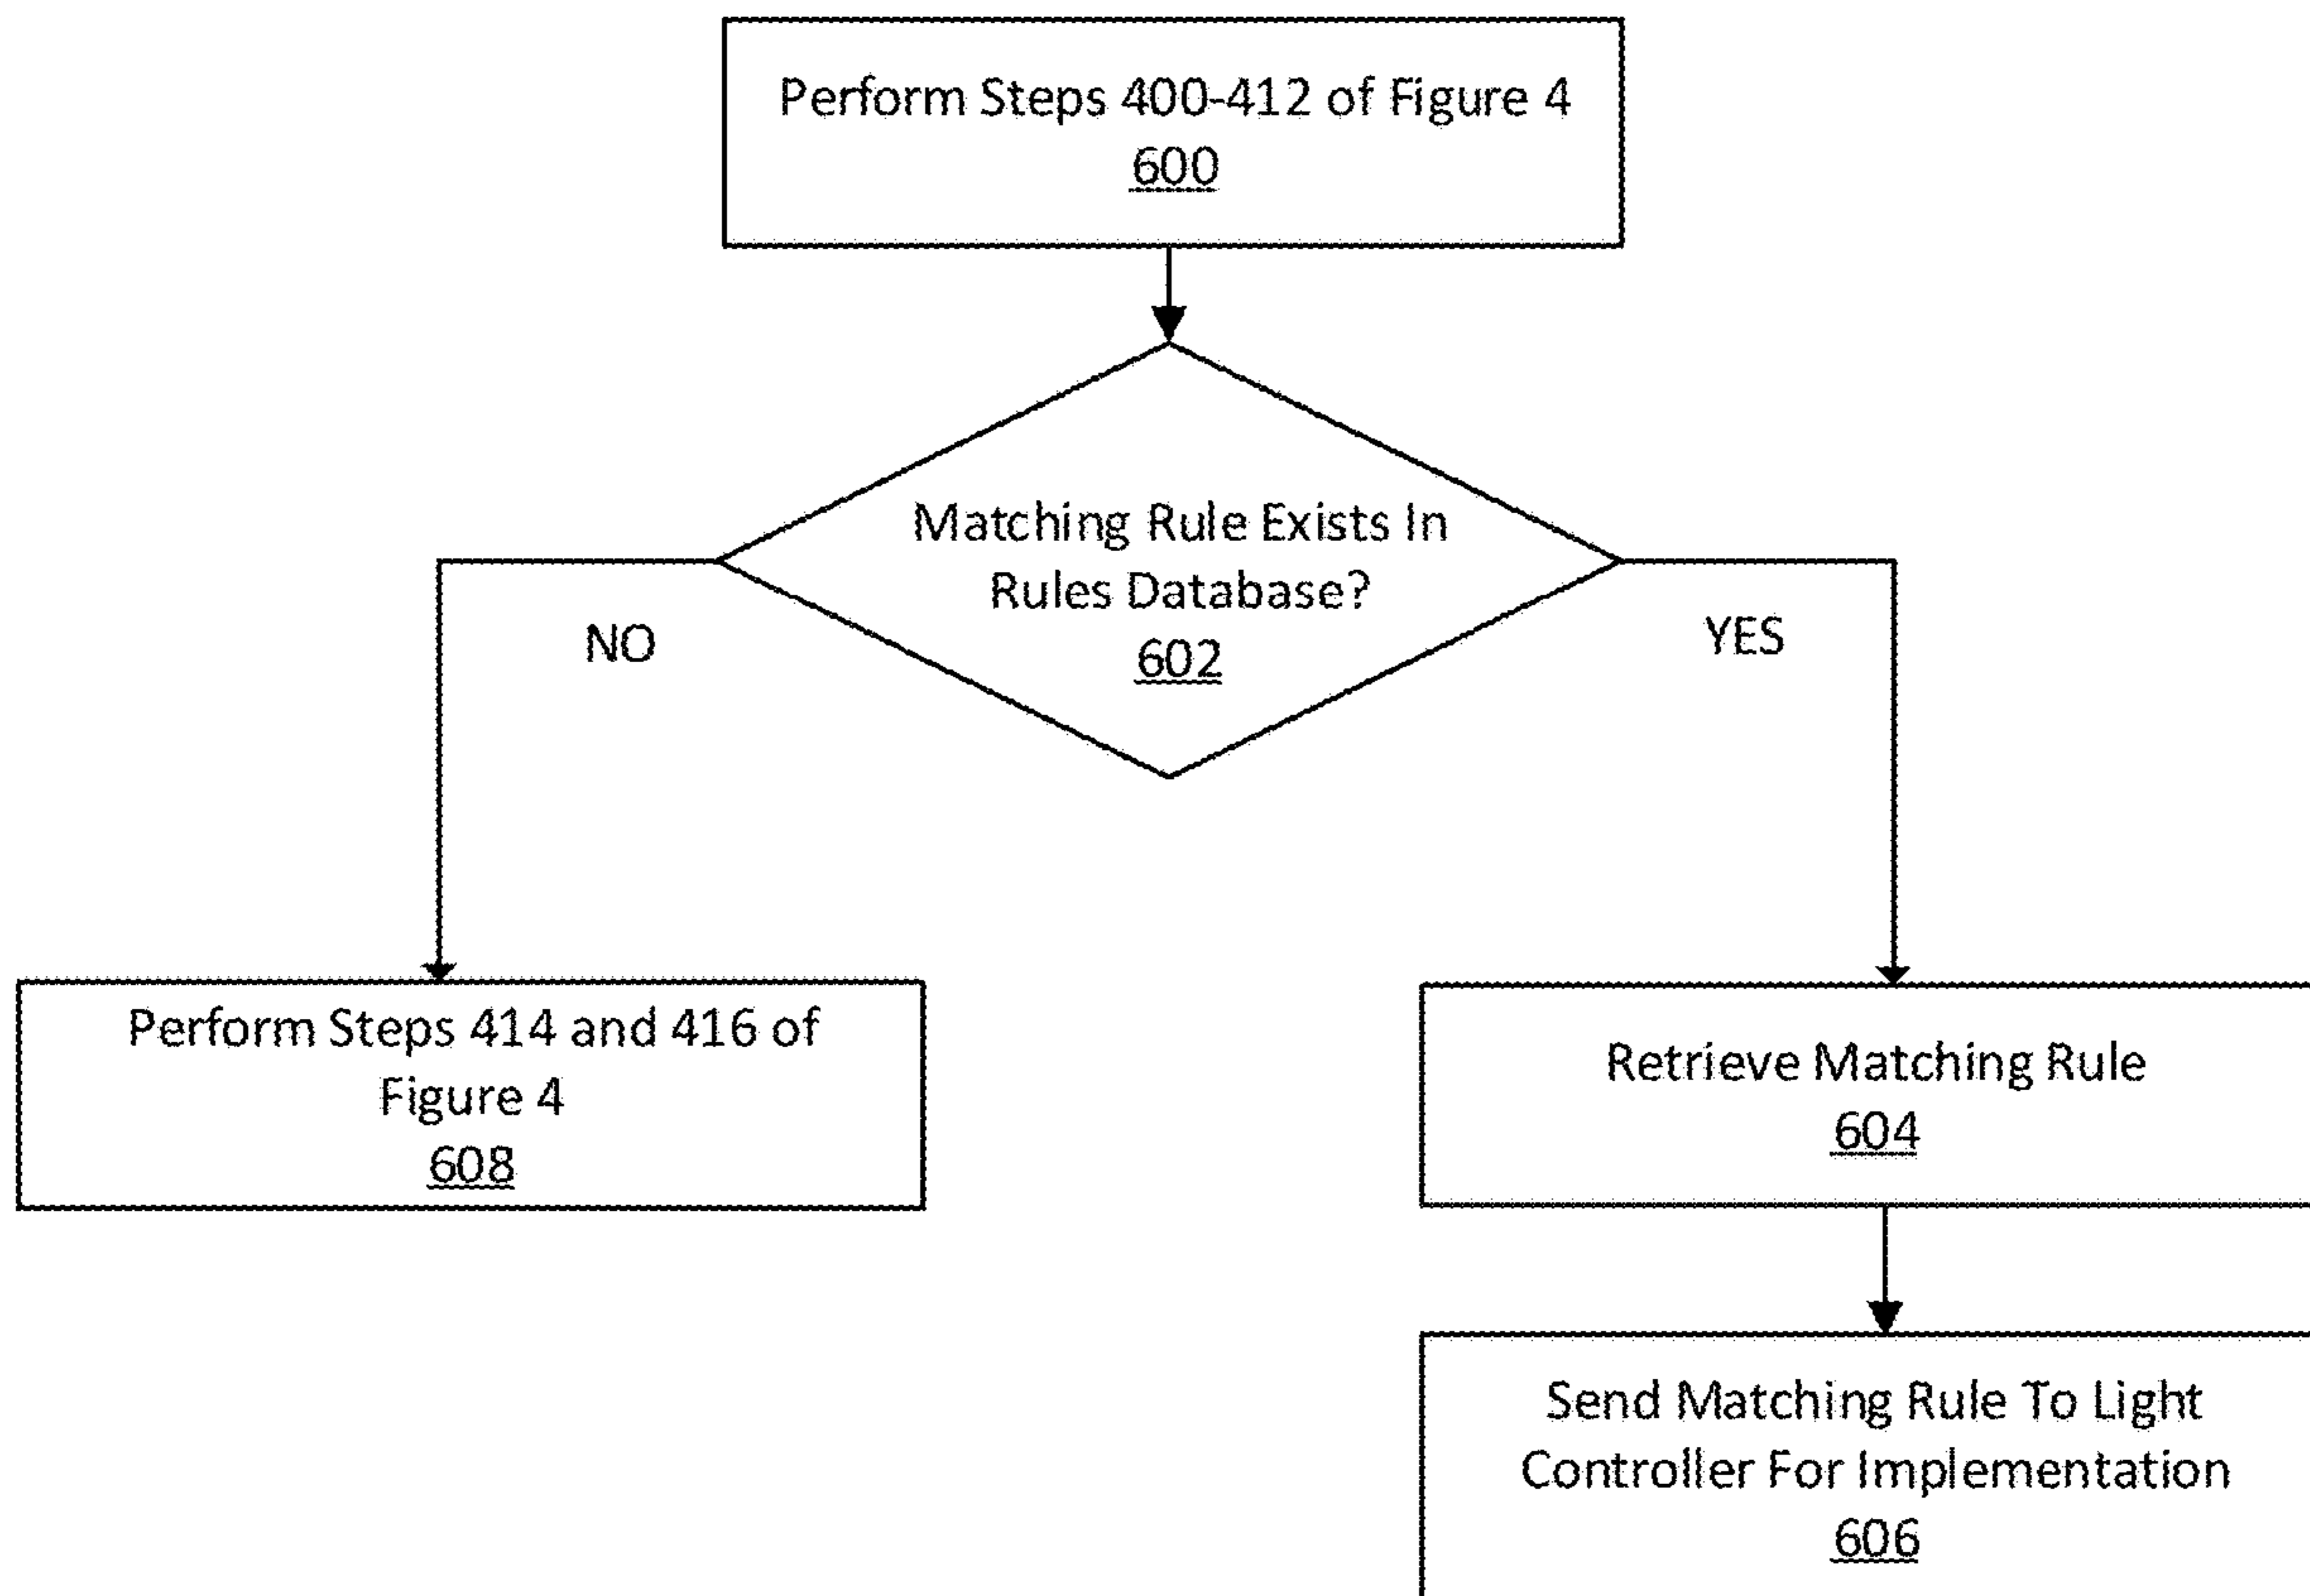 Perform Steps 400-412 of Figure 4
600
Matching Rule Exists In
Rules Database?
602
NO
YES
Perform Steps 414 and 416 of
Figure 4
608
Retrieve Matching Rule
604
Send Matching Rule To Light
Controller For Implementation
606